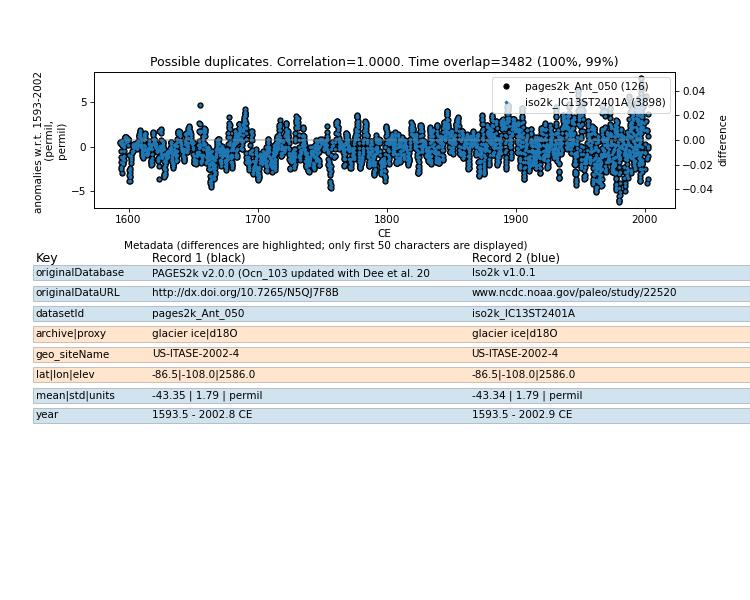 Possible duplicates. Correlation=1.0000. Time overlap=3482 (100%, 99%)
pages2k_Ant_050 (126)
iso2k_IC13ST2401A (3898)
anomalies w.r.t. 1593-2002
(permil,
permil)
5
0
−5
0.04
0.02
0.00
−0.02
−0.04
difference
1600 1700 1800 1900 2000
CE
Metadata (differences are highlighted; only first 50 characters are displayed)
Key Record 1 (black) Record 2 (blue)
originalDatabase PAGES2k v2.0.0 (Ocn_103 updated with Dee et al. 20 Iso2k v1.0.1
originalDataURL http://dx.doi.org/10.7265/N5QJ7F8B www.ncdc.noaa.gov/paleo/study/22520
datasetId pages2k_Ant_050 iso2k_IC13ST2401A
archive|proxy glacier ice|d18O glacier ice|d18O
geo_siteName US-ITASE-2002-4 US-ITASE-2002-4
lat|lon|elev -86.5|-108.0|2586.0 -86.5|-108.0|2586.0
mean|std|units -43.35 | 1.79 | permil -43.34 | 1.79 | permil
year 1593.5 - 2002.8 CE 1593.5 - 2002.9 CE